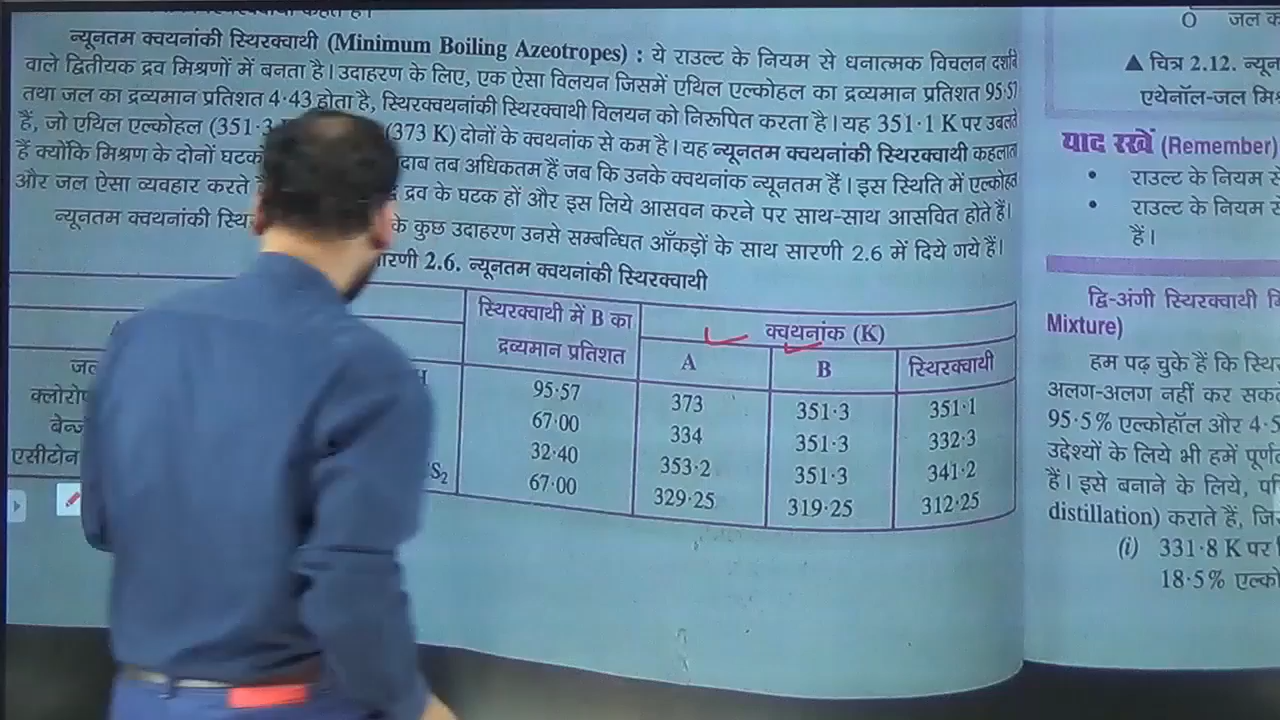 न्यूनतम क्वथनांकी स्थिरक्वाथी (Minimum Boiling Azeotropes) : ये राउल्ट के नियम से धनात्मक विचलन दर्शाने
वाले द्वितीयक द्रव मिश्रणों में बनता है। उदाहरण के लिए, एक ऐसा विलयन जिसमें एथिल एल्कोहल का द्रव्यमान प्रतिशत 95·57
तथा जल का द्रव्यमान प्रतिशत 4·43 होता है, स्थिरक्वथनांकी स्थिरक्वाथी विलयन को निरूपित करता है। यह 351·1 K पर उबलते
हैं, जो एथिल एल्कोहल (351·3 (373 K) दोनों के क्वथनांक से कम है। यह न्यूनतम क्वथनांकी स्थिरक्वाथी कहलाता
हैं क्योंकि मिश्रण के दोनों घटक दाब तब अधिकतम हैं जब कि उनके क्वथनांक न्यूनतम हैं। इस स्थिति में एल्कोहल
और जल ऐसा व्यवहार करते द्रव के घटक हों और इस लिये आसवन करने पर साथ-साथ आसवित होते हैं।
न्यूनतम क्वथनांकी के कुछ उदाहरण उनसे सम्बन्धित आँकड़ों के साथ सारणी 2.6 में दिये गये हैं।
2.6. न्यूनतम क्वथनांकी स्थिरक्वाथी
स्थिरक्वाथी में B का
द्रव्यमान प्रतिशत
क्वथनांक (K)
A B स्थिरक्वाथी
95·57 373 351·3 351·1
67·00 334 351·3 332·3
32·40 353·2 351·3 341·2
एसीटोन S₂ 67·00 329·25 319·25 312·25
जल
▲ चित्र 2.12.
एथेनॉल-जल
याद रखें (Remember)
• राउल्ट के नियम से
• राउल्ट के नियम
हैं।
द्वि-अंगी स्थिरक्वाथी
Mixture)
हम पढ़ चुके हैं कि
अलग-अलग नहीं कर
95·5% एल्कोहॉल और
उद्देश्यों के लिये भी हमें
हैं। इसे बनाने के लिये,
distillation) कराते हैं,
(i) 331·8 K पर
18·5%